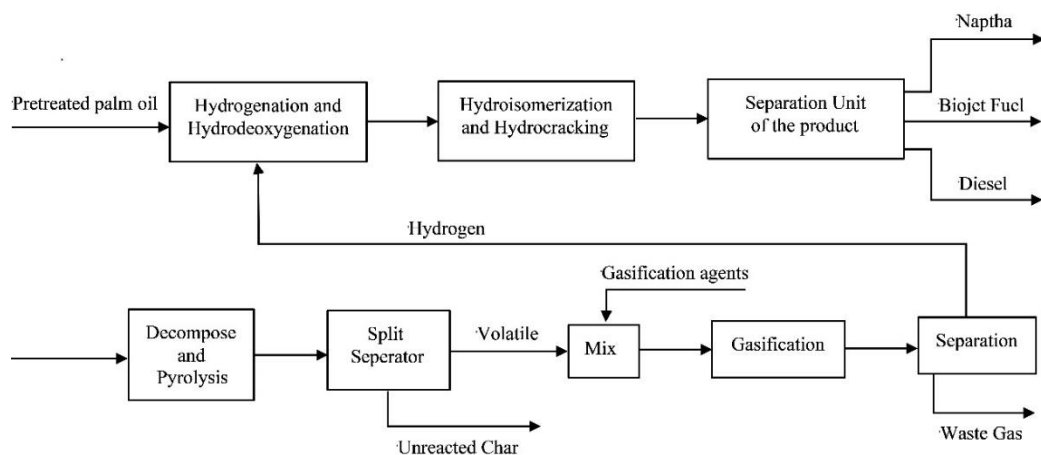 Naptha
Pretreated palm oil
Hydrogenation and
Hydrodeoxygenation
Hydroisomerization
and Hydrocracking
Separation Unit
of the product
Biojet Fuel
Diesel
Hydrogen
Gasification agents
Decompose
and
Pyrolysis
Split
Seperator
Volatile
Mix
Gasification
Separation
Unreacted Char
Waste Gas